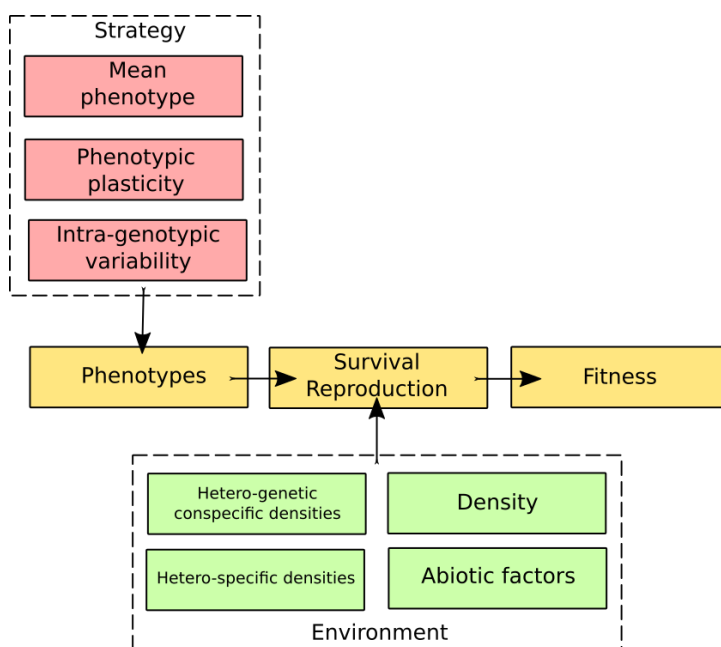 Strategy
Mean
phenotype
Phenotypic
plasticity
Intra-genotypic
variability
Phenotypes
Survival
Reproduction
Fitness
Hetero-genetic
conspecific densities
Density
Hetero-specific densities
Abiotic factors
Environment